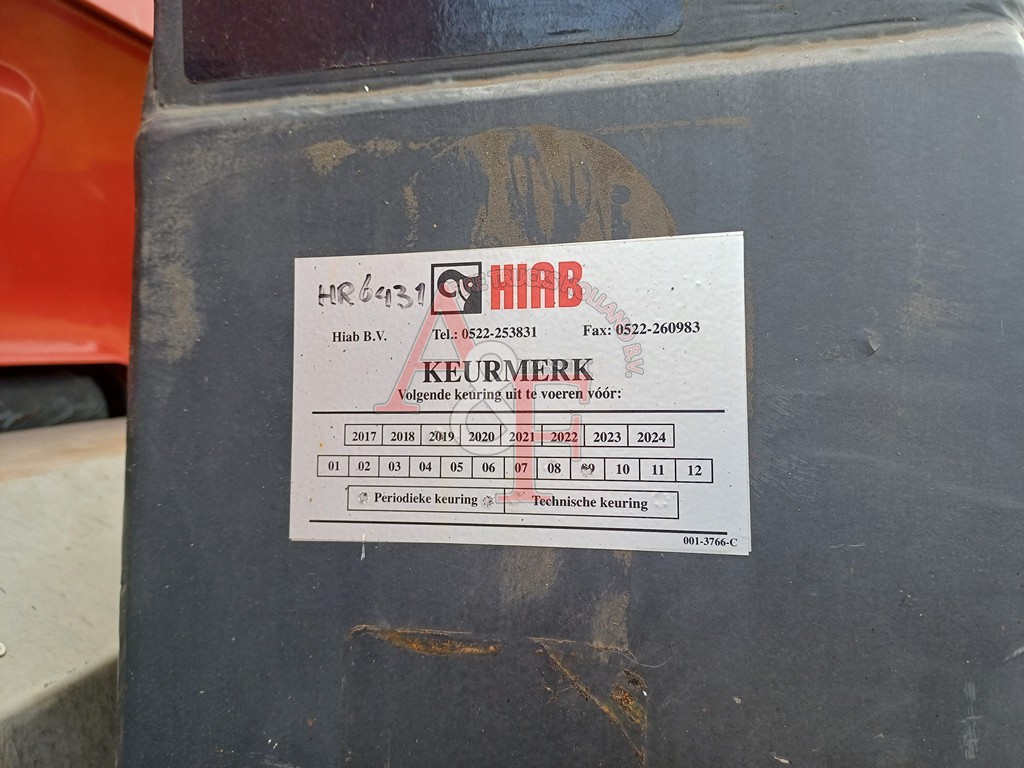 HR6431 HIAB
Hiab B.V. Tel.: 0522-253831 Fax: 0522-260983
KEURMERK
Volgende keuring uit te voeren vóór:
2017 2018 2019 2020 2021 2022 2023 2024
01 02 03 04 05 06 07 08 09 10 11 12
Periodieke keuring Technische keuring
001-3766-C
A&F
TRUCKS HOLLAND B.V.